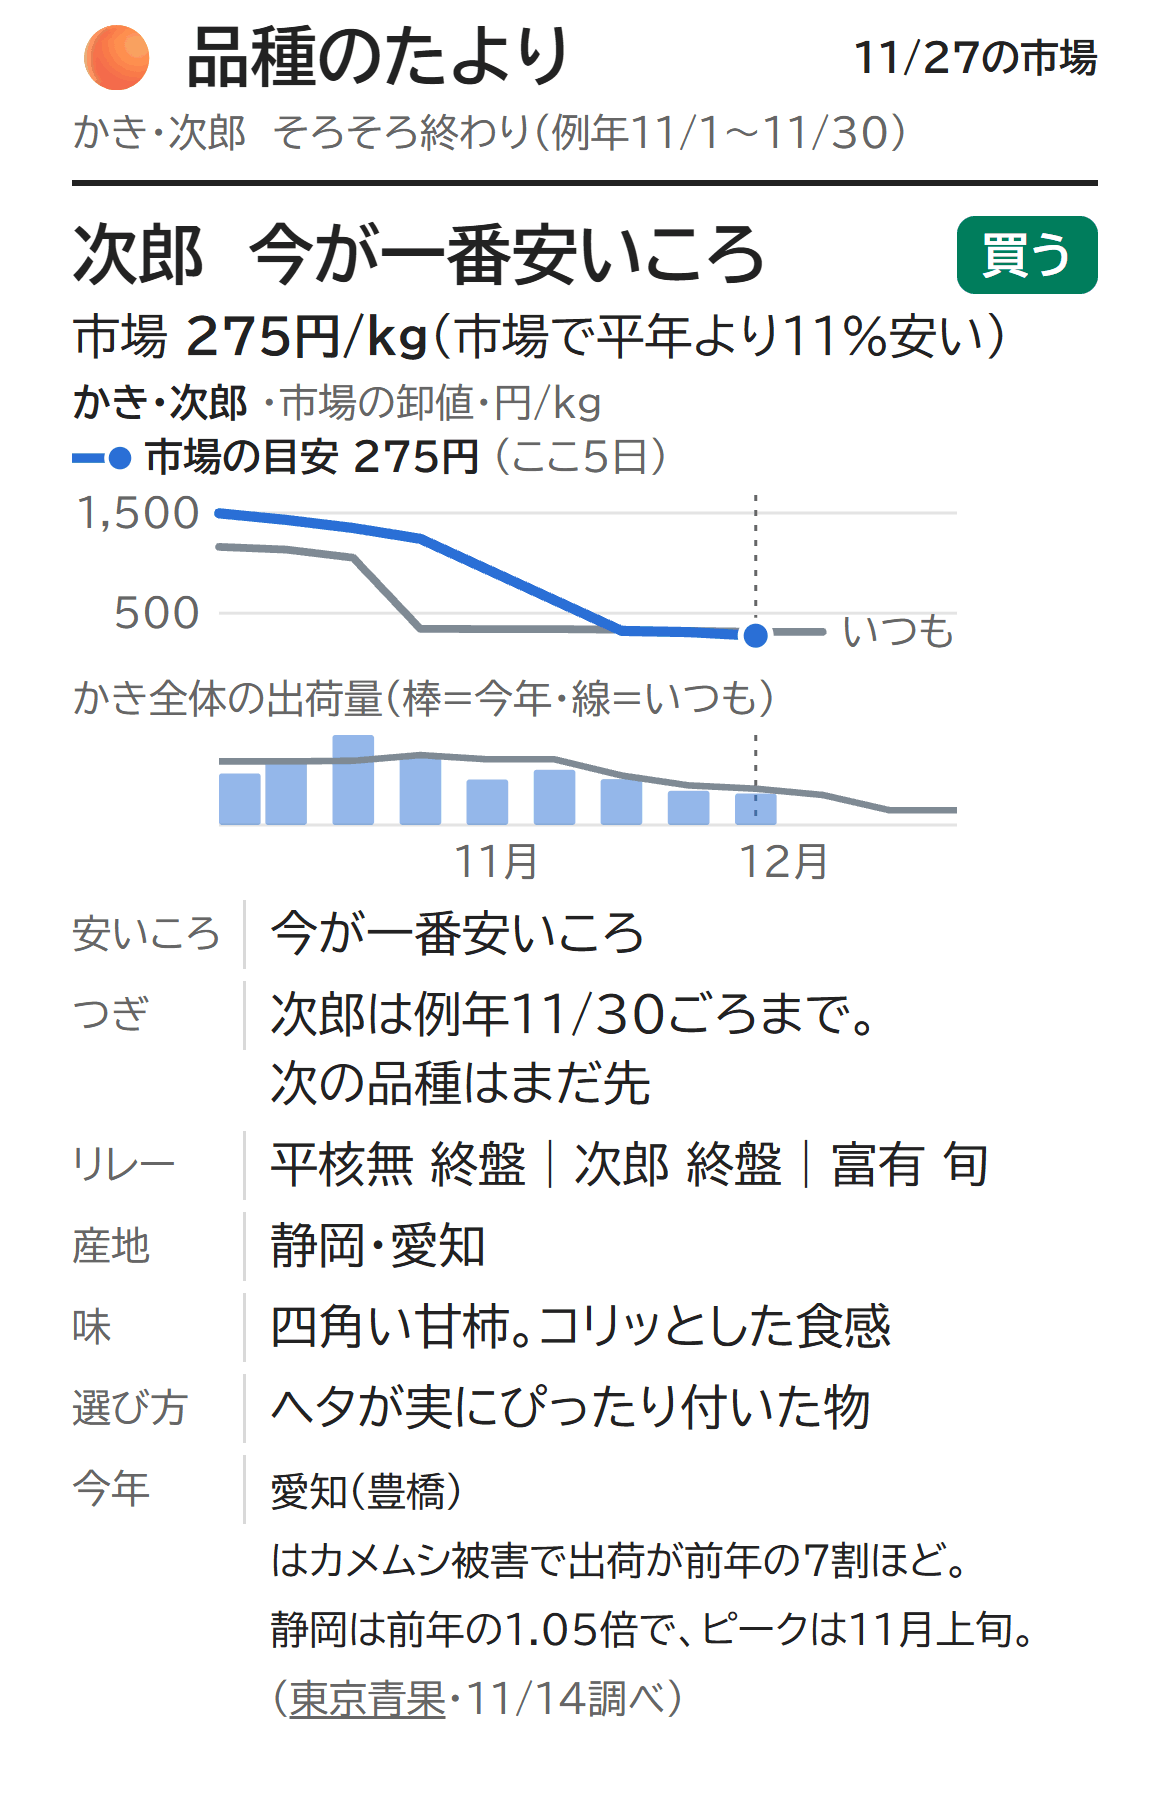 品種のたより
11/27の市場
かき・次郎 そろそろ終わり(例年11/1〜11/30)
次郎 今が一番安いころ
買う
市場 275円/kg(市場で平年より11%安い)
かき・次郎 ・市場の卸値・円/kg
市場の目安 275円 (ここ5日)
1,500
500
いつも
かき全体の出荷量(棒=今年・線=いつも)
11月 12月
安いころ 今が一番安いころ
つぎ 次郎は例年11/30ごろまで。
次の品種はまだ先
リレー 平核無 終盤|次郎 終盤|富有 旬
産地 静岡・愛知
味 四角い甘柿。コリッとした食感
選び方 ヘタが実にぴったり付いた物
今年 愛知(豊橋)
はカメムシ被害で出荷が前年の7割ほど。
静岡は前年の1.05倍で、ピークは11月上旬。
(東京青果・11/14調べ)